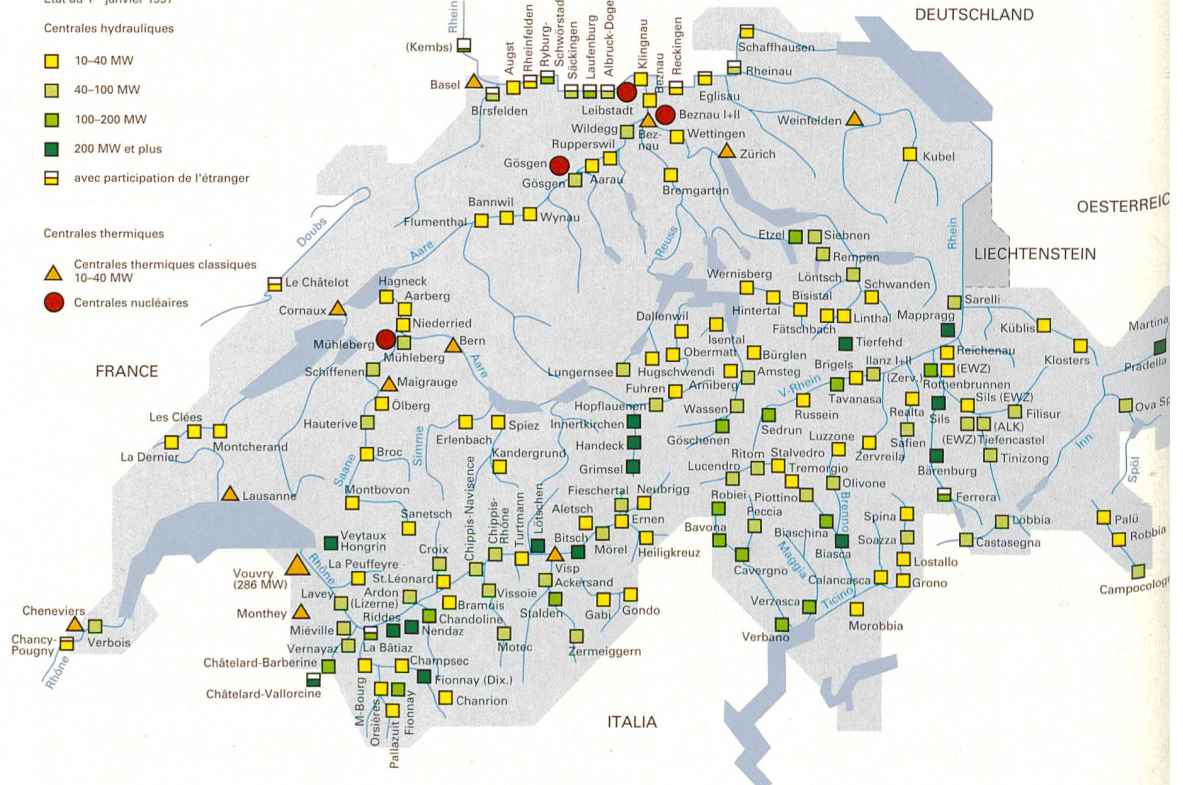 Centrales hydrauliques
10–40 MW
40–100 MW
100–200 MW
200 MW et plus
avec participation de l'étranger
Centrales thermiques
Centrales thermiques classiques
10–40 MW
Centrales nucléaires
DEUTSCHLAND
LIECHTENSTEIN
FRANCE
ITALIA
Rhein
(Kembs)
Basel
Birsfelden
Augst
Rheinfelden
Ryburg-
Schwörstadt
Säckingen
Laufenburg
Albruck-Doge
Leibstadt
Klingnau
Beznau
Reckingen
Eglisau
Schaffhausen
Rheinau
Beznau I+II
Bez-
nau
Wettingen
Weinfelden
Zürich
Kubel
Wildegg
Rupperswil
Gösgen
Gösgen
Aarau
Bremgarten
Bannwil
Flumenthal
Wynau
Aare
Reuss
Doubs
Rhein
Etzel
Siebnen
Rempen
Löntsch
Schwanden
Wernisberg
Hintertal
Bisistal
Fätschbach
Linthal
Mappragg
Sarelli
Küblis
Klosters
Martina
Pradella
Ova Sp
Le Châtelot
Cornaux
Hagneck
Aarberg
Niederried
Mühleberg
Mühleberg
Bern
Aare
Schiffenen
Maigrauge
Ölberg
Hauterive
Broc
Saane
Simme
Montbovon
Sanetsch
Les Clées
La Dernier
Montcherand
Lausanne
Dallenwil
Isental
Obermatt
Bürglen
Lungernsee
Hugschwendi
Arniberg
Amsteg
Fuhren
Hopflauenen
Wassen
Innertkirchen
Göschenen
Handeck
Grimsel
Erlenbach
Spiez
Kandergrund
Tierfehd
Brigels
Ilanz I+II
Tavanasa
V-Rhein
Russein
Sedrun
(Zerv.)
Reichenau
(EWZ)
Rothenbrunnen
Sils (EWZ)
Realta
Sils
Filisur
(ALK)
(EWZ)
Tiefencastel
Safien
Tinizong
Bärenburg
Zervreila
Luzzone
Ritom
Stalvedro
Lucendro
Tremorgio
Piottino
Olivone
Ferrera
Inn
Spöl
Löbbia
Castasegna
Palü
Robbia
Campocologno
Robiei
Peccia
Bavona
Cavergno
Biaschina
Brenno
Biasca
Maggia
Spina
Soazza
Lostallo
Calancasca
Grono
Ticino
Verzasca
Verbano
Morobbia
Fieschertal
Neubrigg
Aletsch
Ernen
Mörel
Heiligkreuz
Bitsch
Lötschen
Turtmann
Chippis-
Rhône
Chippis-Navisence
Visp
Ackersand
Stalden
Gabi
Gondo
Zermeiggern
Vissoie
Motec
Croix
St.Léonard
Bramois
Chandoline
Nendaz
Ardon
(Lizerne)
Riddes
La Bâtiaz
Veytaux
Hongrin
La Peuffeyre
Rhône
Vouvry
(286 MW)
Lavey
Monthey
Miéville
Vernayaz
Châtelard-Barberine
Châtelard-Vallorcine
Champsec
Fionnay (Dix.)
Chanrion
M-Bourg
Orsières
Pallazuit
Fionnay
Cheneviers
Chancy-
Pougny
Verbois
Rhône